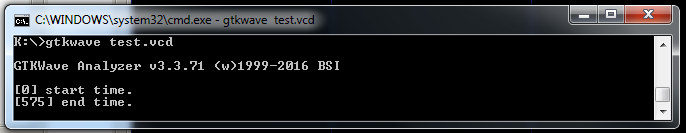 C:\WINDOWS\system32\cmd.exe - gtkwave  test.vcd
K:\>gtkwave test.vcd
GTKWave Analyzer v3.3.71 (w)1999-2016 BSI
[0] start time.
[575] end time.